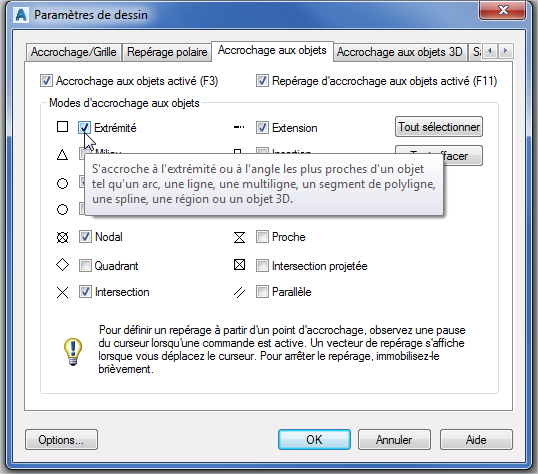 Paramètres de dessin
Accrochage/Grille
Repérage polaire
Accrochage aux objets
Accrochage aux objets 3D
Accrochage aux objets activé (F3)
Repérage d'accrochage aux objets activé (F11)
Modes d'accrochage aux objets
Extrémité
Extension
Tout sélectionner
S'accroche à l'extrémité ou à l'angle les plus proches d'un objet
tel qu'un arc, une ligne, une multiligne, un segment de polyligne,
une spline, une région ou un objet 3D.
Nodal
Proche
Quadrant
Intersection projetée
Intersection
Parallèle
Pour définir un repérage à partir d'un point d'accrochage, observez une pause
du curseur lorsqu'une commande est active. Un vecteur de repérage s'affiche
lorsque vous déplacez le curseur. Pour arrêter le repérage, immobilisez-le
brièvement.
Options...
OK
Annuler
Aide